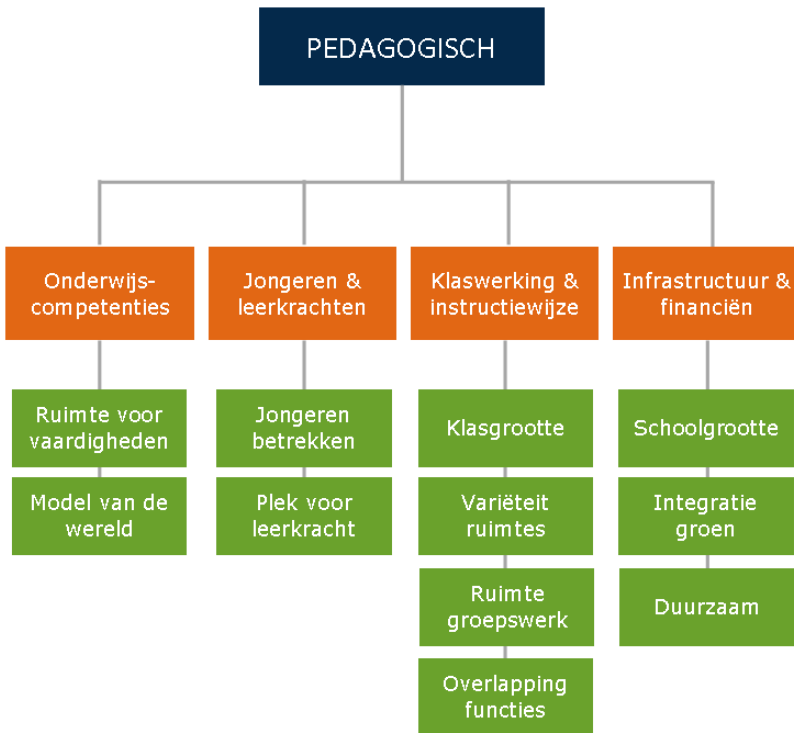 PEDAGOGISCH
Onderwijs-
competenties
Jongeren &
leerkrachten
Klaswerking &
instructiewijze
Infrastructuur &
financiën
Ruimte voor
vaardigheden
Jongeren
betrekken
Klasgrootte
Schoolgrootte
Model van de
wereld
Plek voor
leerkracht
Variëteit
ruimtes
Integratie
groen
Ruimte
groepswerk
Duurzaam
Overlapping
functies